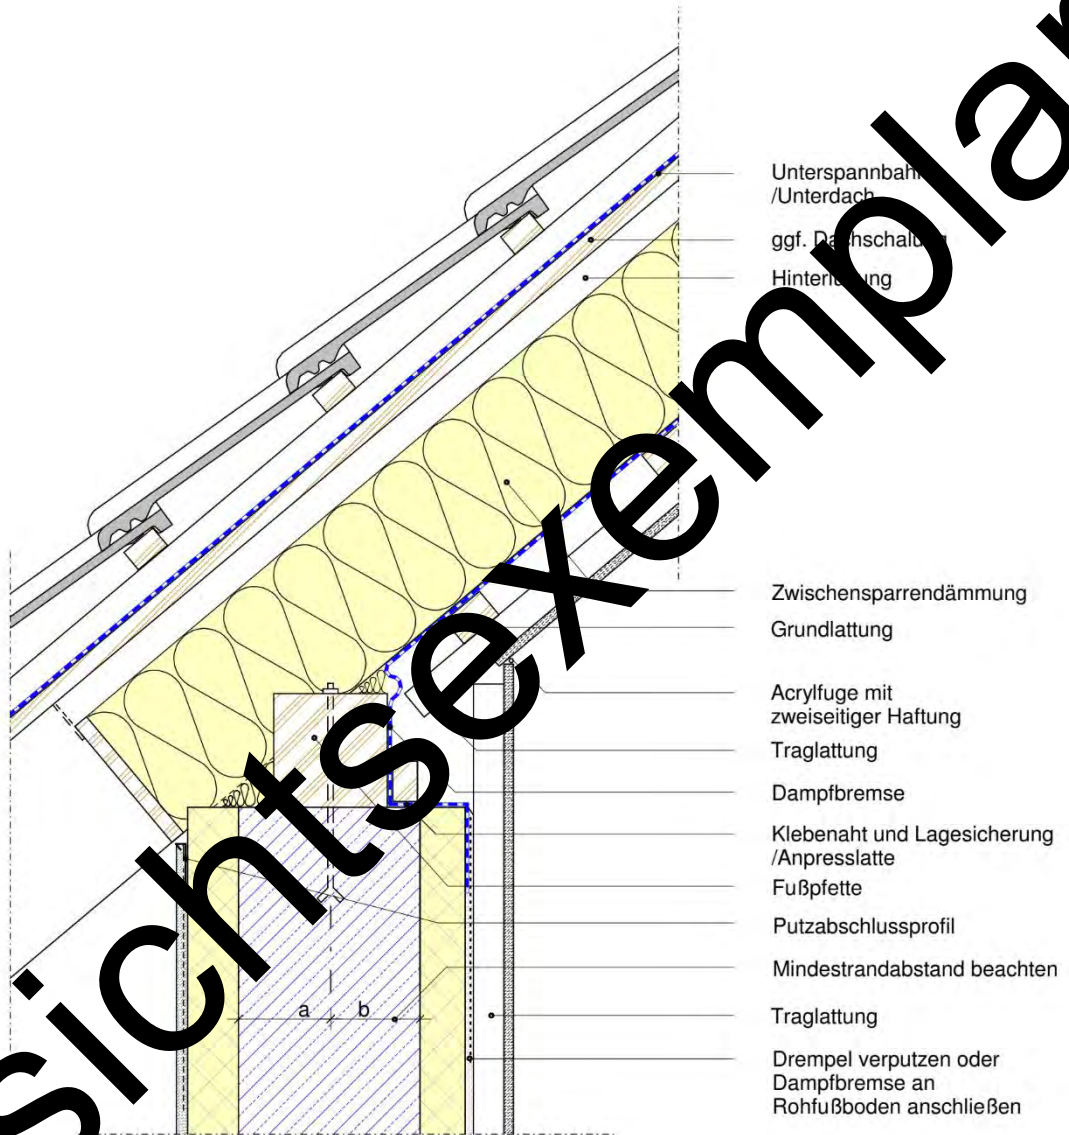 Unterspannbahn
/Unterdach
ggf. Dachschalung
Hinterlüftung
Zwischensparrendämmung
Grundlattung
Acrylfuge mit
zweiseitiger Haftung
Traglattung
Dampfbremse
Klebenaht und Lagesicherung
/Anpresslatte
Fußpfette
Putzabschlussprofil
Mindestrandabstand beachten
a b
Traglattung
Drempel verputzen oder
Dampfbremse an
Rohfußboden anschließen
sichtsexemplar